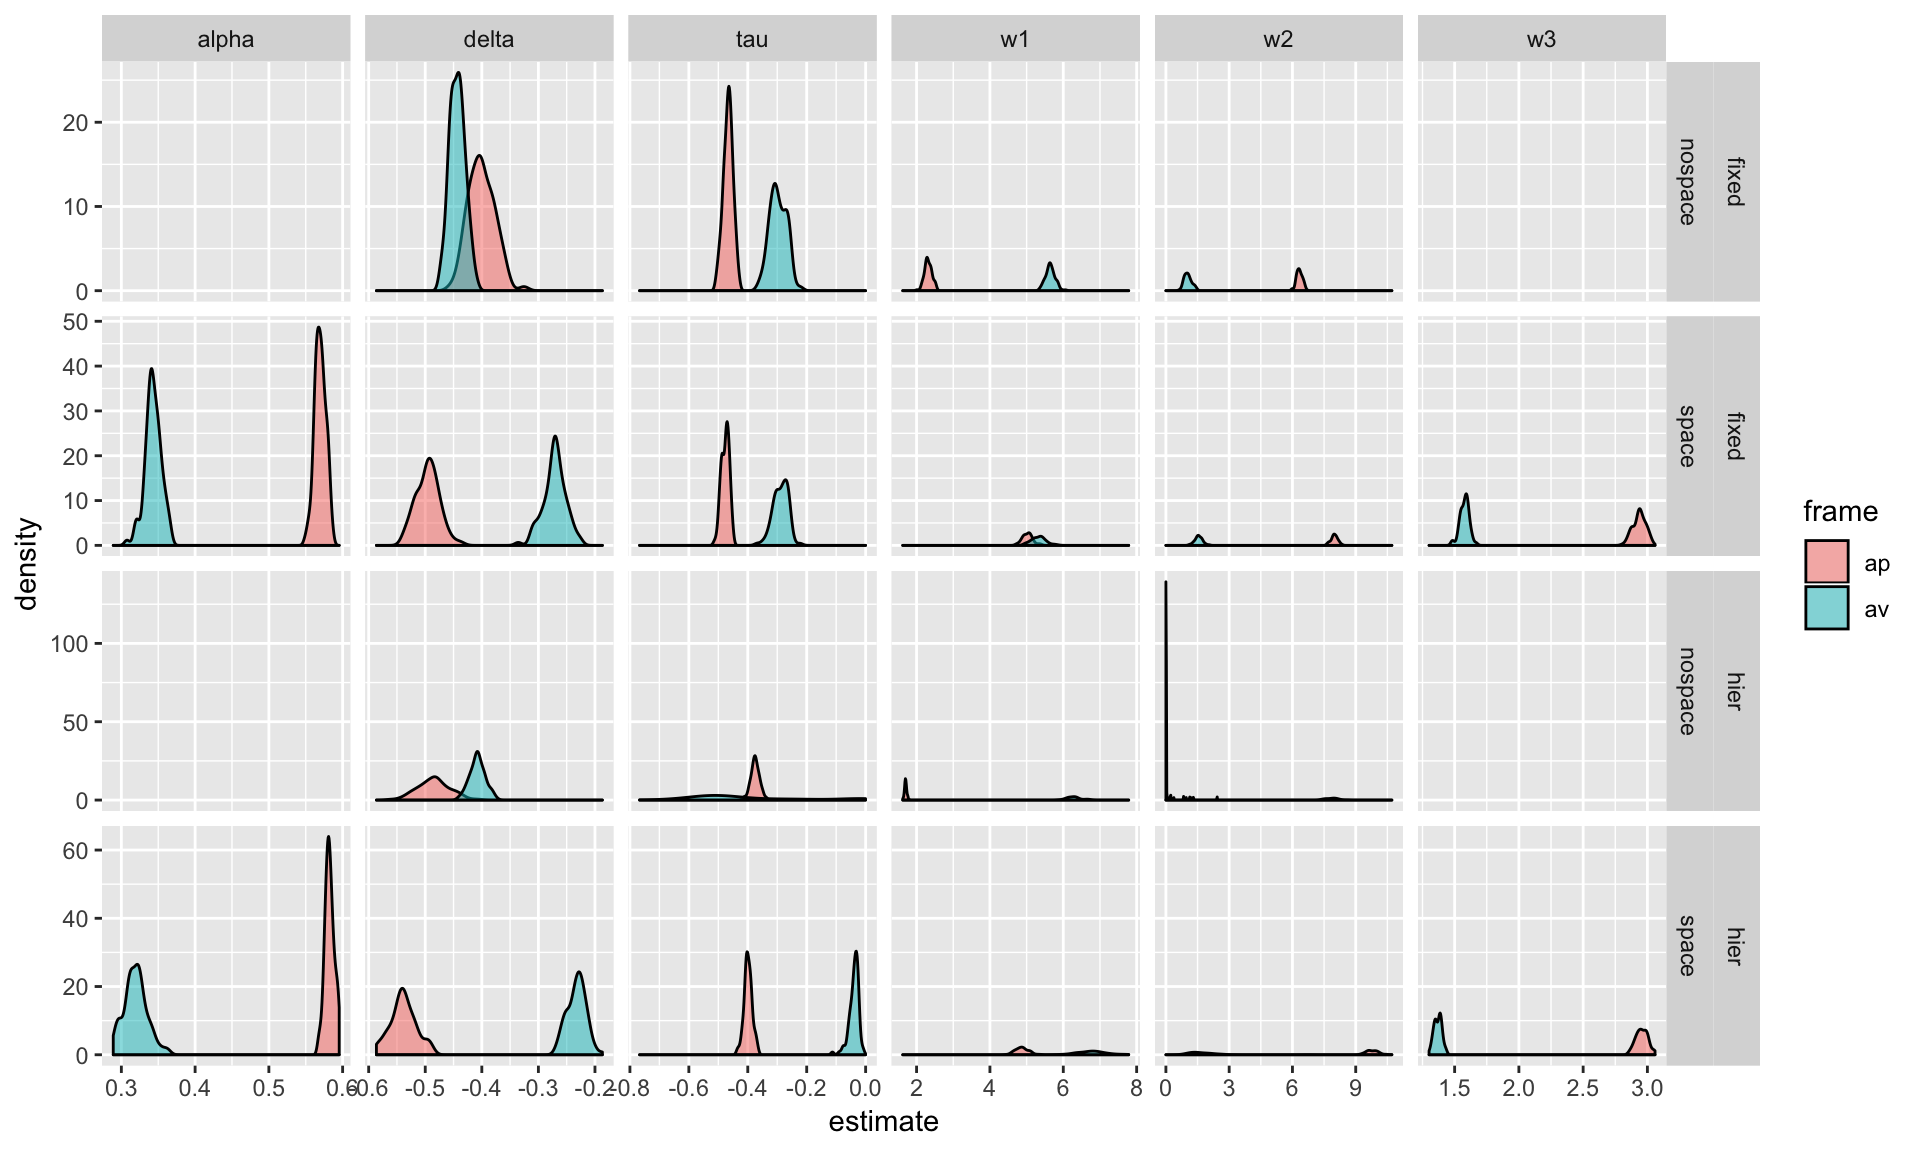 alpha delta tau w1 w2 w3
20
10
0
nospace fixed
50
40
30
20
10
0
space fixed
100
50
0
nospace hier
60
40
20
0
space hier
0.3 0.4 0.5 0.6 -0.6 -0.5 -0.4 -0.3 -0.2 -0.8 -0.6 -0.4 -0.2 0.0 2 4 6 8 0 3 6 9 1.5 2.0 2.5 3.0
estimate
density
frame
ap
av